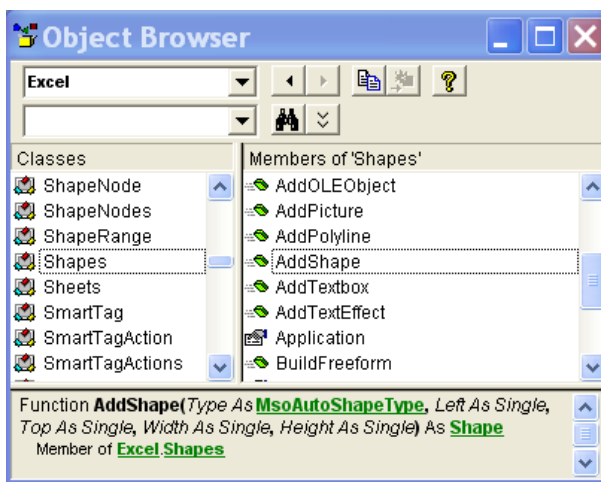 Object Browser
Excel
Classes
Members of 'Shapes'
ShapeNode
ShapeNodes
ShapeRange
Shapes
Sheets
SmartTag
SmartTagAction
SmartTagActions
AddOLEObject
AddPicture
AddPolyline
AddShape
AddTextbox
AddTextEffect
Application
BuildFreeform
Function AddShape(Type As MsoAutoShapeType, Left As Single,
Top As Single, Width As Single, Height As Single) As Shape
Member of Excel.Shapes